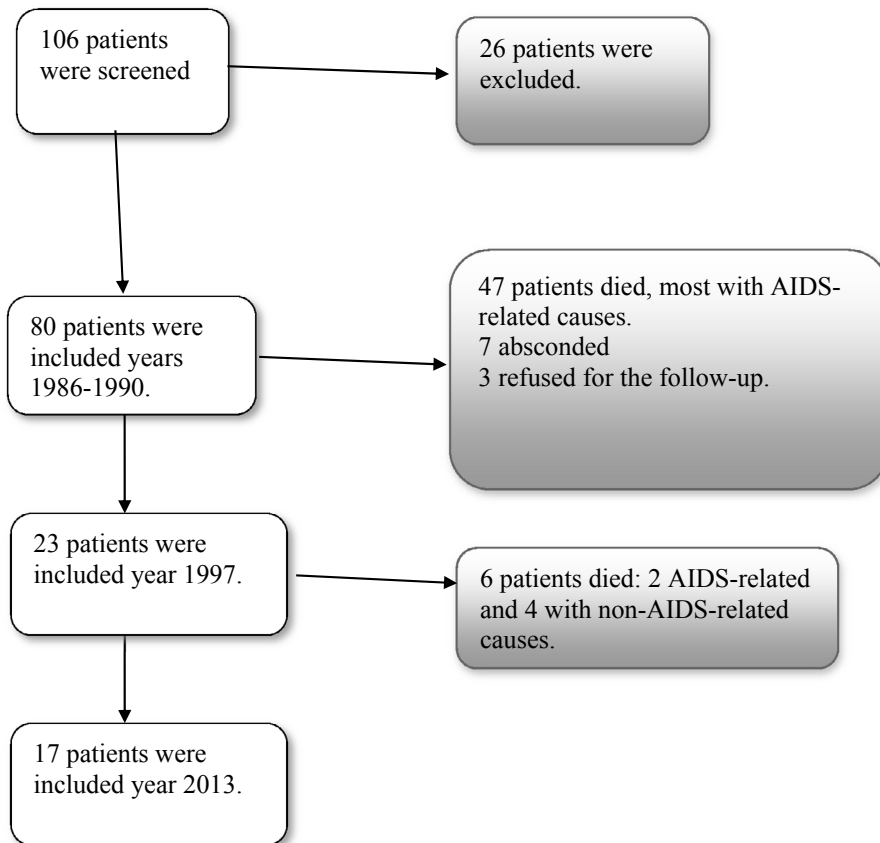 106 patients
were screened
26 patients were
excluded.
47 patients died, most with AIDS-
related causes.
7 absconded
3 refused for the follow-up.
80 patients were
included years
1986-1990.
23 patients were
included year 1997.
6 patients died: 2 AIDS-related
and 4 with non-AIDS-related
causes.
17 patients were
included year 2013.